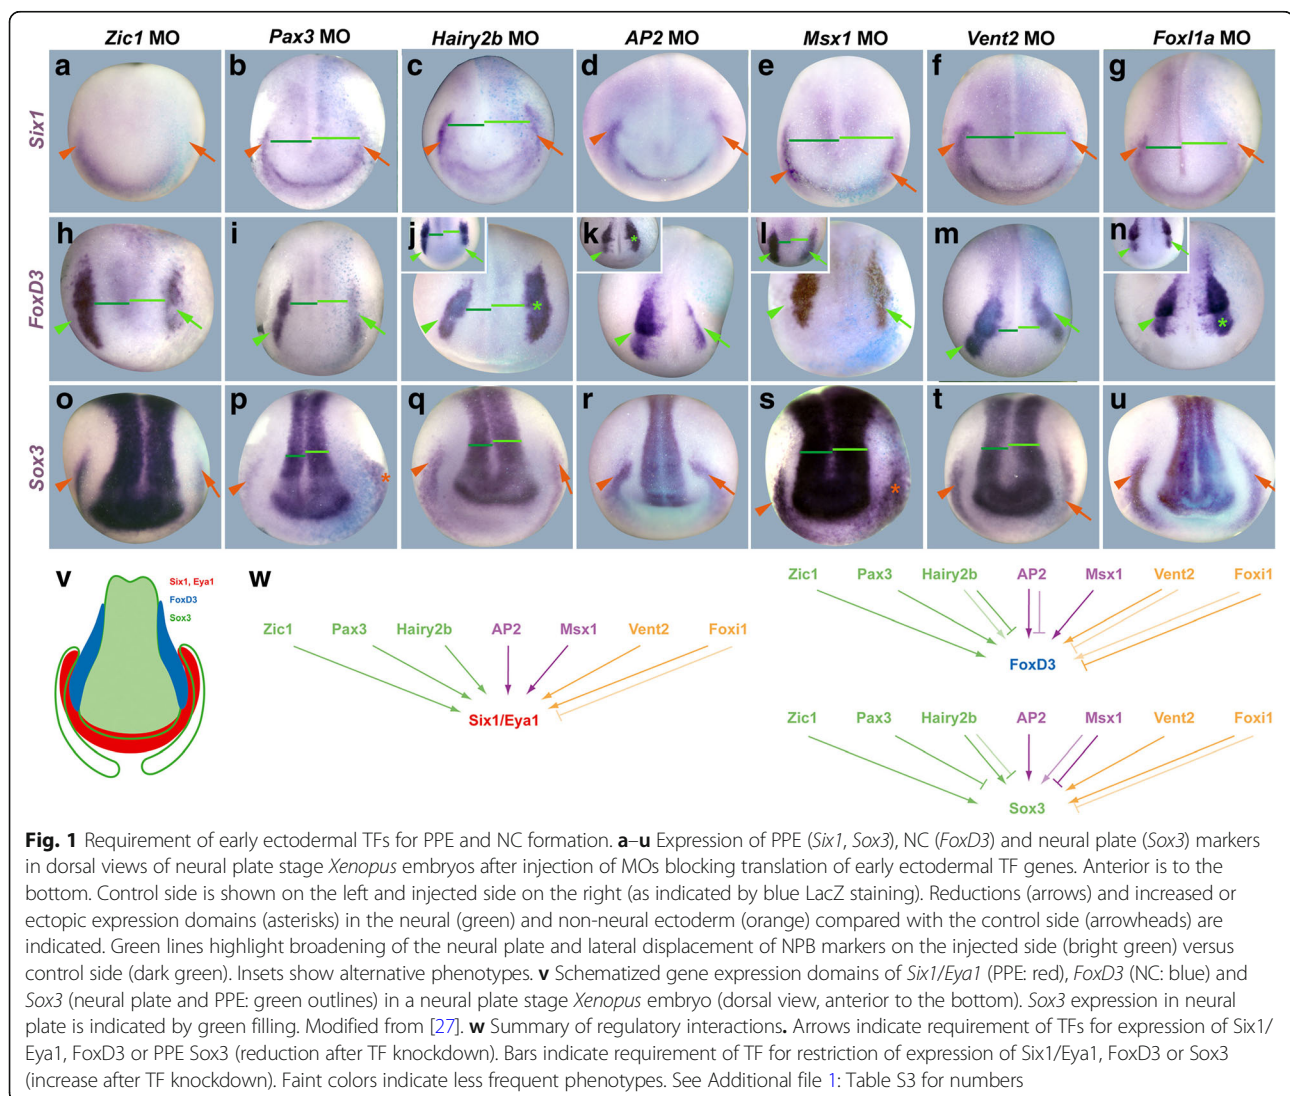 Zic1 MO
Pax3 MO
Hairy2b MO
AP2 MO
Msx1 MO
Vent2 MO
FoxI1a MO
Six1
a
b
c
d
e
f
g
FoxD3
h
i
j
k
l
m
n
*
*
*
Sox3
o
p
q
r
s
t
u
*
*
v
Six1, Eya1
FoxD3
Sox3
w
Zic1
Pax3
Hairy2b
AP2
Msx1
Vent2
Foxi1
Six1/Eya1
Zic1
Pax3
Hairy2b
AP2
Msx1
Vent2
Foxi1
FoxD3
Zic1
Pax3
Hairy2b
AP2
Msx1
Vent2
Foxi1
Sox3
Fig. 1 Requirement of early ectodermal TFs for PPE and NC formation. a–u Expression of PPE (Six1, Sox3), NC (FoxD3) and neural plate (Sox3) markers
in dorsal views of neural plate stage Xenopus embryos after injection of MOs blocking translation of early ectodermal TF genes. Anterior is to the
bottom. Control side is shown on the left and injected side on the right (as indicated by blue LacZ staining). Reductions (arrows) and increased or
ectopic expression domains (asterisks) in the neural (green) and non-neural ectoderm (orange) compared with the control side (arrowheads) are
indicated. Green lines highlight broadening of the neural plate and lateral displacement of NPB markers on the injected side (bright green) versus
control side (dark green). Insets show alternative phenotypes. v Schematized gene expression domains of Six1/Eya1 (PPE: red), FoxD3 (NC: blue) and
Sox3 (neural plate and PPE: green outlines) in a neural plate stage Xenopus embryo (dorsal view, anterior to the bottom). Sox3 expression in neural
plate is indicated by green filling. Modified from [27]. w Summary of regulatory interactions. Arrows indicate requirement of TFs for expression of Six1/
Eya1, FoxD3 or PPE Sox3 (reduction after TF knockdown). Bars indicate requirement of TF for restriction of expression of Six1/Eya1, FoxD3 or Sox3
(increase after TF knockdown). Faint colors indicate less frequent phenotypes. See Additional file 1: Table S3 for numbers